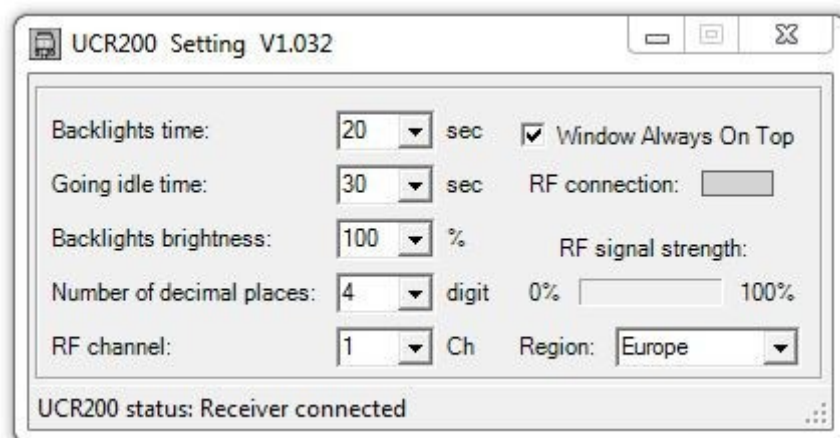 UCR200 Setting V1.032
Backlights time: 20 sec Window Always On Top
Going idle time: 30 sec RF connection:
Backlights brightness: 100 % RF signal strength:
Number of decimal places: 4 digit 0% 100%
RF channel: 1 Ch Region: Europe
UCR200 status: Receiver connected